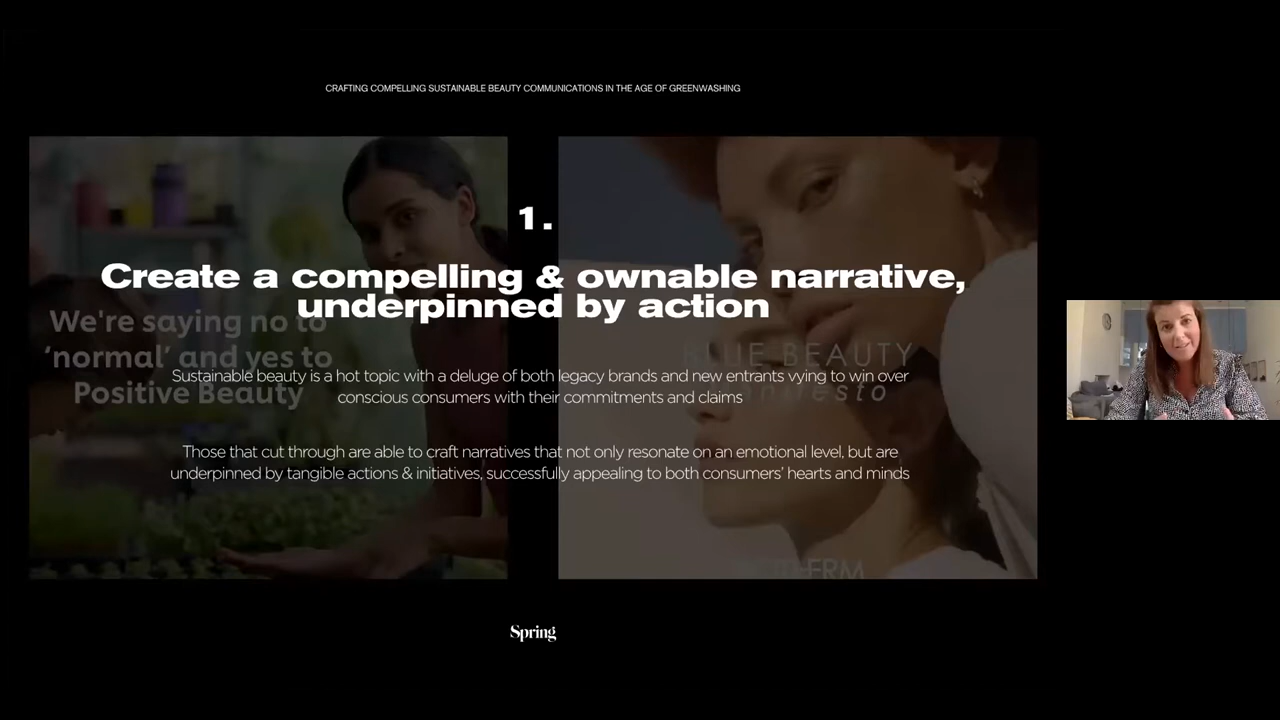 CRAFTING COMPELLING SUSTAINABLE BEAUTY COMMUNICATIONS IN THE AGE OF GREENWASHING
1.
Create a compelling & ownable narrative,
underpinned by action
We're saying no to
‘normal’ and yes to
Positive Beauty
BLUE BEAUTY
Sustainable beauty is a hot topic with a deluge of both legacy brands and new entrants vying to win over
conscious consumers with their commitments and claims
Those that cut through are able to craft narratives that not only resonate on an emotional level, but are
underpinned by tangible actions & initiatives, successfully appealing to both consumers’ hearts and minds
Spring